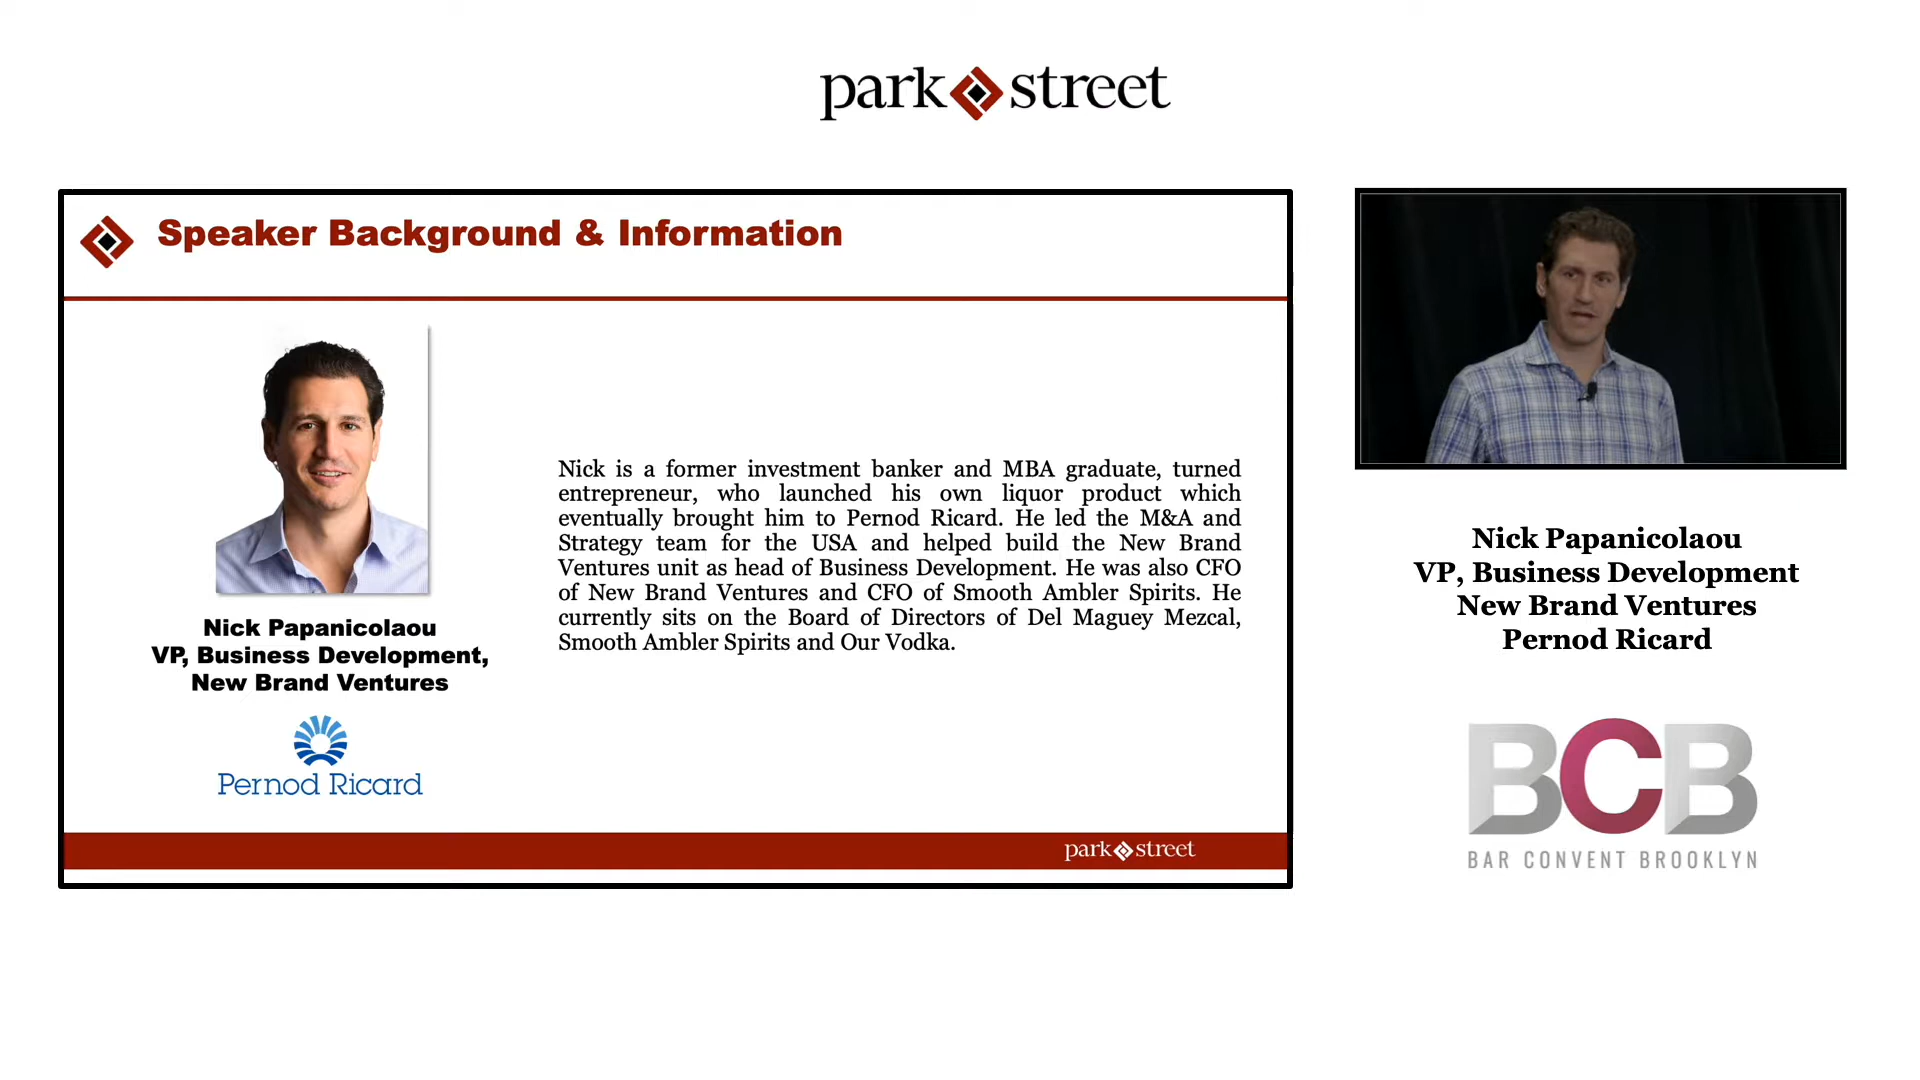 park street
Speaker Background & Information
Nick is a former investment banker and MBA graduate, turned
entrepreneur, who launched his own liquor product which
eventually brought him to Pernod Ricard. He led the M&A and
Strategy team for the USA and helped build the New Brand
Ventures unit as head of Business Development. He was also CFO
of New Brand Ventures and CFO of Smooth Ambler Spirits. He
currently sits on the Board of Directors of Del Maguey Mezcal,
Smooth Ambler Spirits and Our Vodka.
Nick Papanicolaou
VP, Business Development,
New Brand Ventures
Pernod Ricard
park street
Nick Papanicolaou
VP, Business Development
New Brand Ventures
Pernod Ricard
BCB
BAR CONVENT BROOKLYN